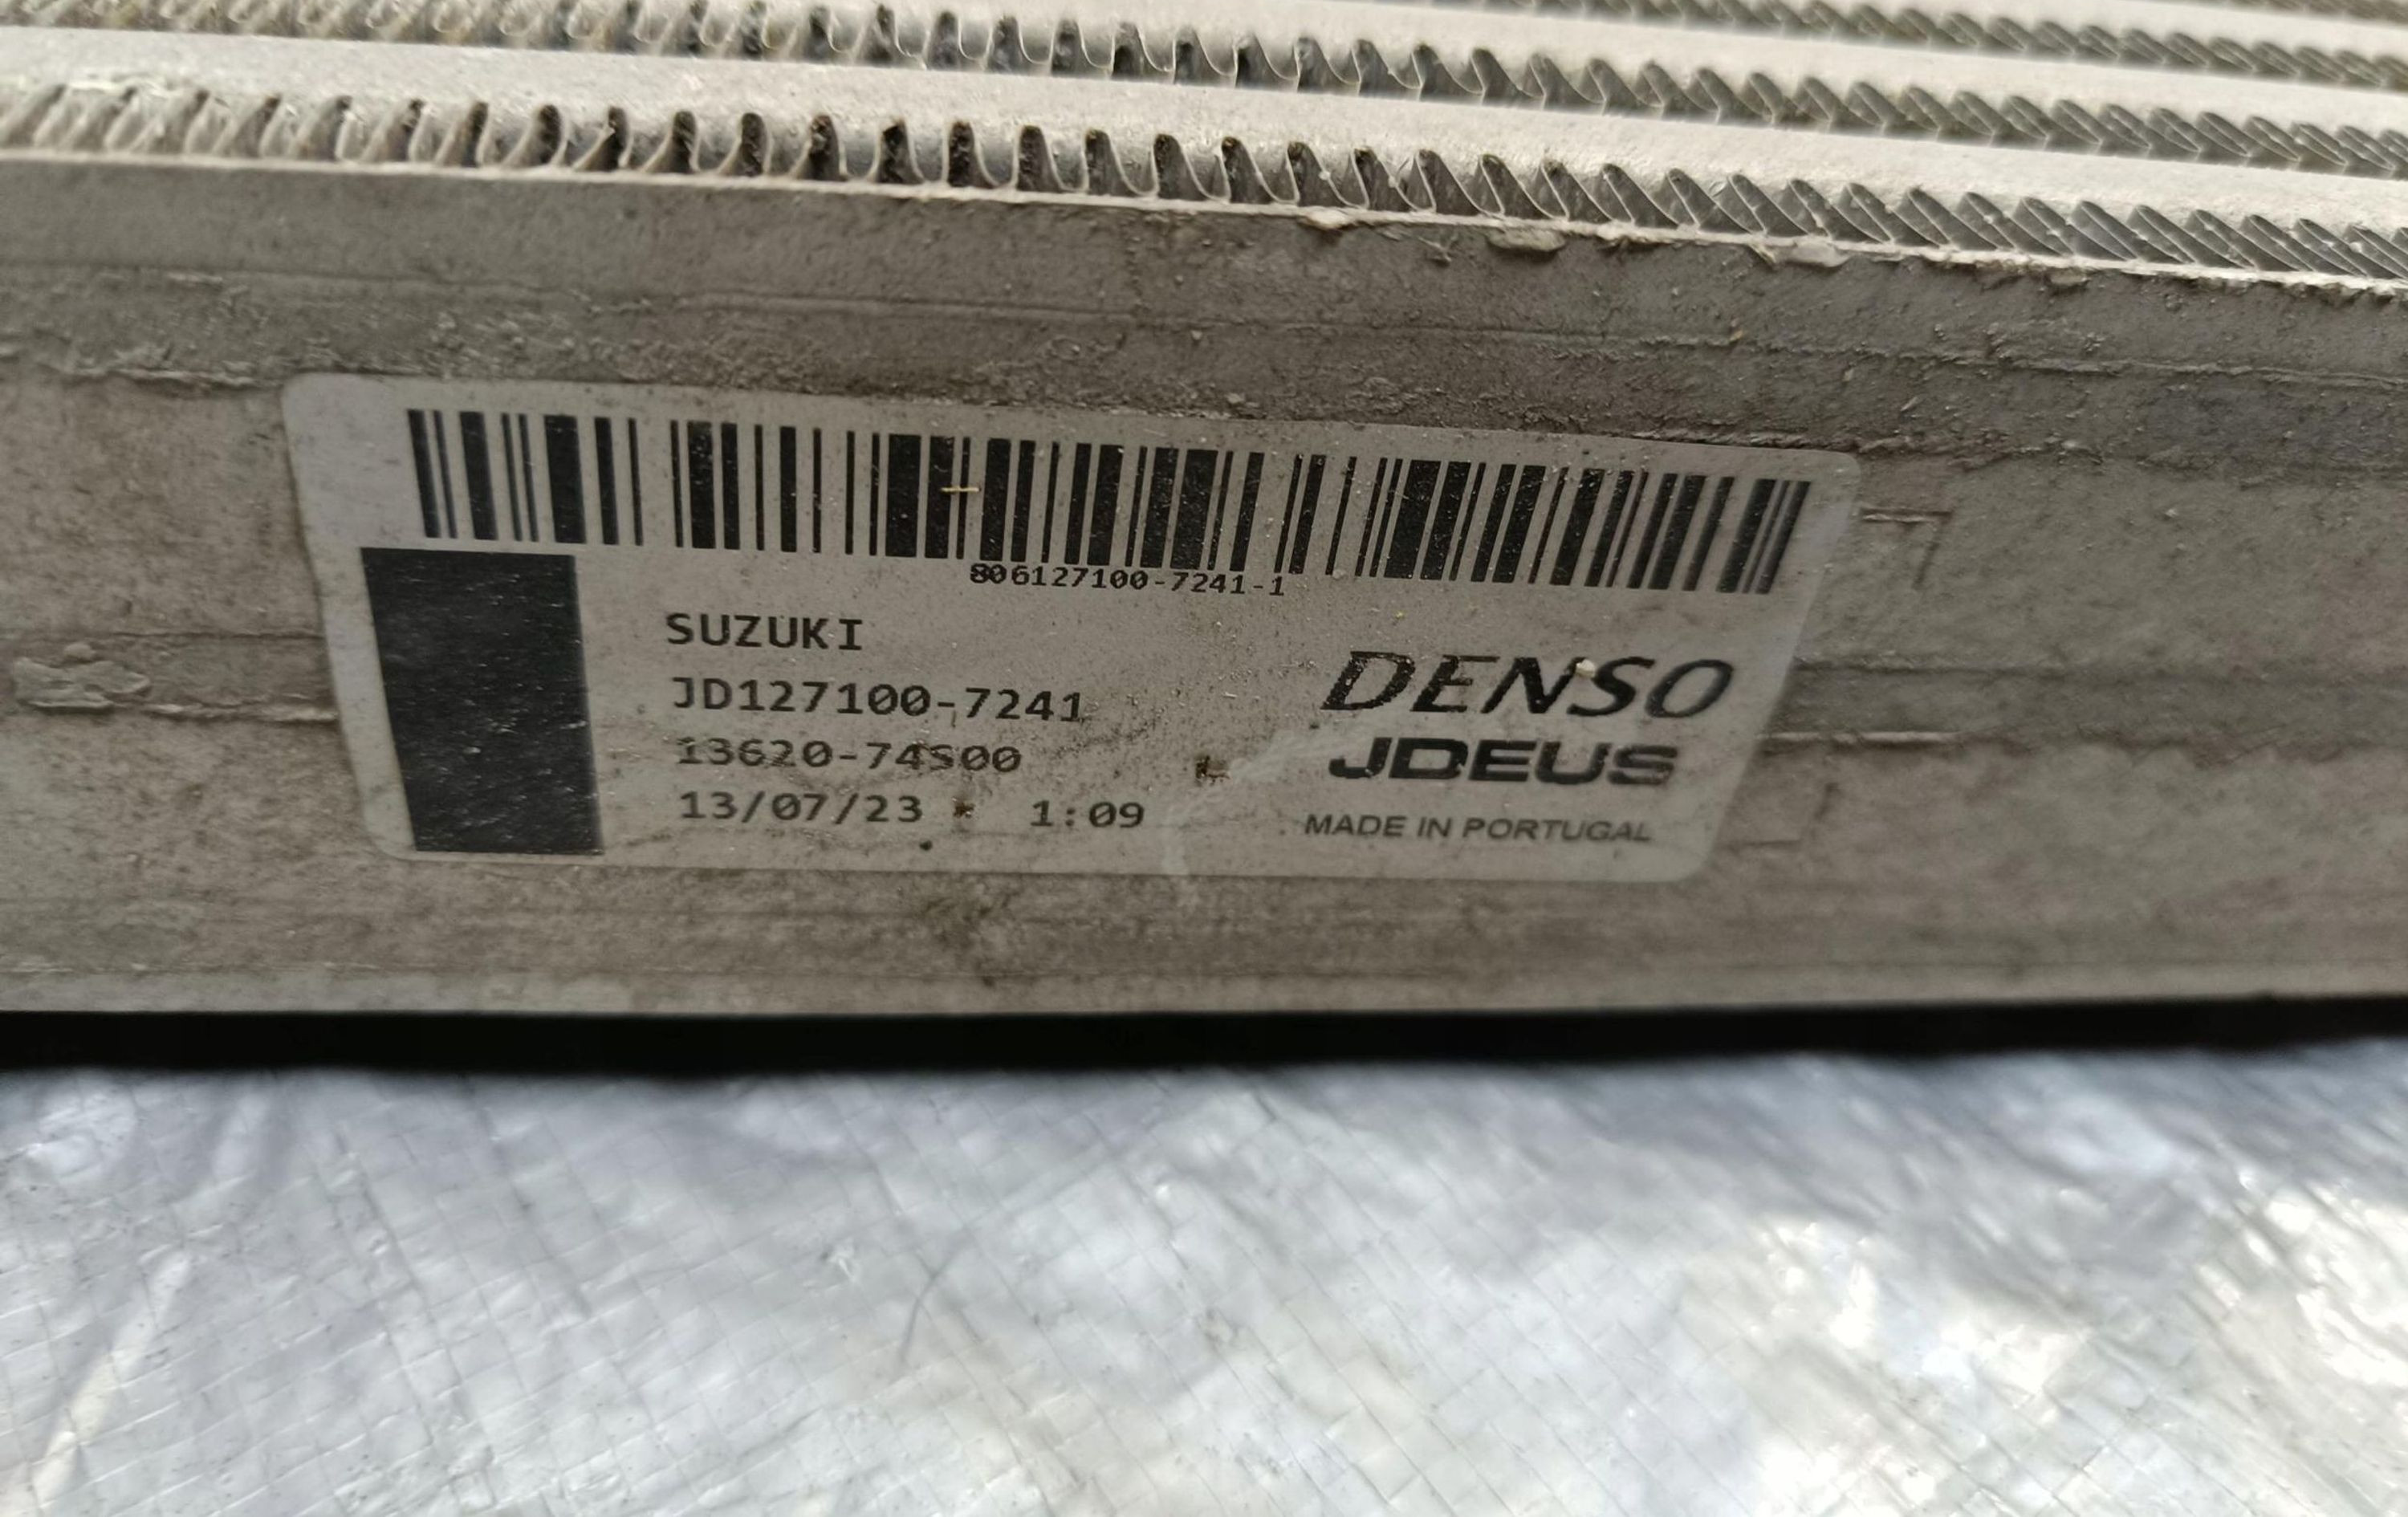 806127100-7241-1
SUZUKI
JD127100-7241
13620-74S00
13/07/23 * 1:09
DENSO
JDEUS
MADE IN PORTUGAL